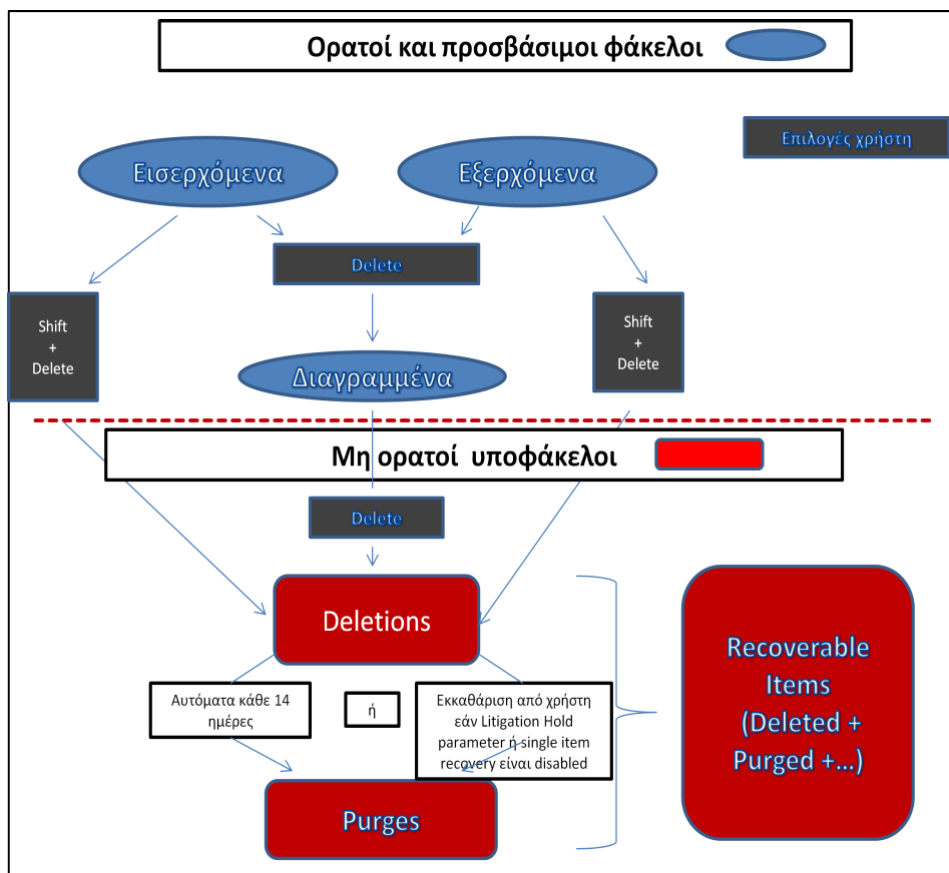 Ορατοί και προσβάσιμοι φάκελοι
Επιλογές χρήστη
Εισερχόμενα
Εξερχόμενα
Delete
Shift
+
Delete
Shift
+
Delete
Διαγραμμένα
Μη ορατοί υποφάκελοι
Delete
Deletions
Αυτόματα κάθε 14
ημέρες
ή
Εκκαθάριση από χρήστη
εάν Litigation Hold
parameter ή single item
recovery είναι disabled
Purges
Recoverable
Items
(Deleted +
Purged +...)